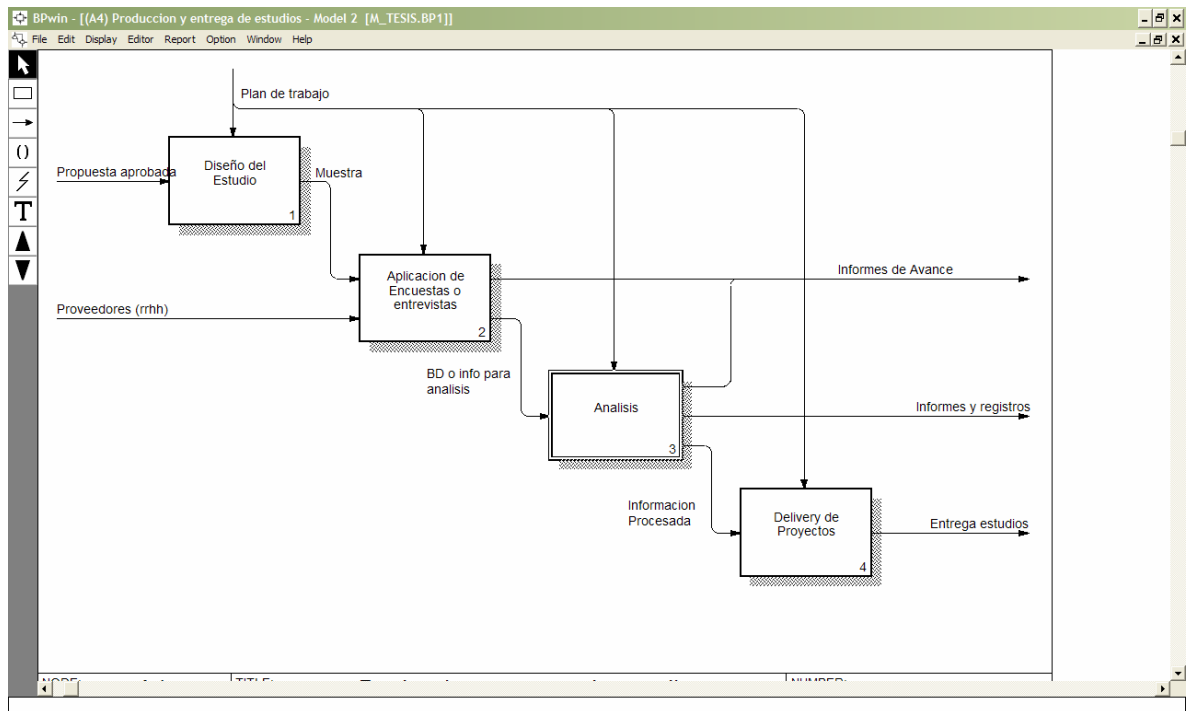 BPwin - [(A4) Produccion y entrega de estudios - Model 2 [M_TESIS.BP1]]
File Edit Display Editor Report Option Window Help
Plan de trabajo
Propuesta aprobada
Diseño del
Estudio
1
Muestra
Aplicacion de
Encuestas o
entrevistas
2
Informes de Avance
Proveedores (rrhh)
BD o info para
analisis
Analisis
3
Informes y registros
Informacion
Procesada
Delivery de
Proyectos
4
Entrega estudios
NODE:
TITLE:
NUMBER: